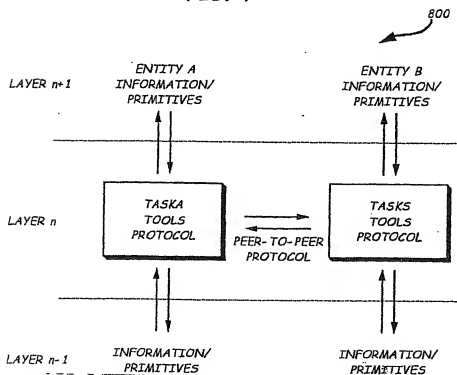 800
ENTITY A
INFORMATION/
PRIMITIVES
ENTITY B
INFORMATION/
PRIMITIVES
LAYER n+1
TASKA
TOOLS
PROTOCOL
TASKS
TOOLS
PROTOCOL
LAYER n
PEER-TO-PEER
PROTOCOL
LAYER n-1
INFORMATION/
PRIMITIVES
INFORMATION/
PRIMITIVES